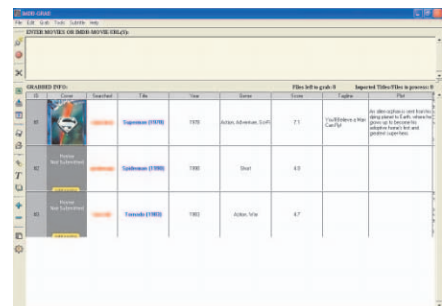 IMDB-GRAB
File Edit Grab Tools Subtitle Help
ENTER MOVIES OR IMDB MOVIE URL(S):
GRABBED INFO:
Files left to grab: 0
Imported Titles/Files in process: 0
ID Cover Searched Title Year Genre Score Tagline Plot
#1 Superman (1978) 1978 Action, Adventure, Sci-Fi 7.1
You'll Believe a Man
Can Fly!
An alien orphan is sent from his
dying planet to Earth, where he
grows up to become his
adoptive home's first and
greatest super-hero.
#2 Poster
Not Submitted
Spiderman (1990) 1990 Short 4.8
#3 Poster
Not Submitted
Tornado (1983) 1983 Action, War 4.7